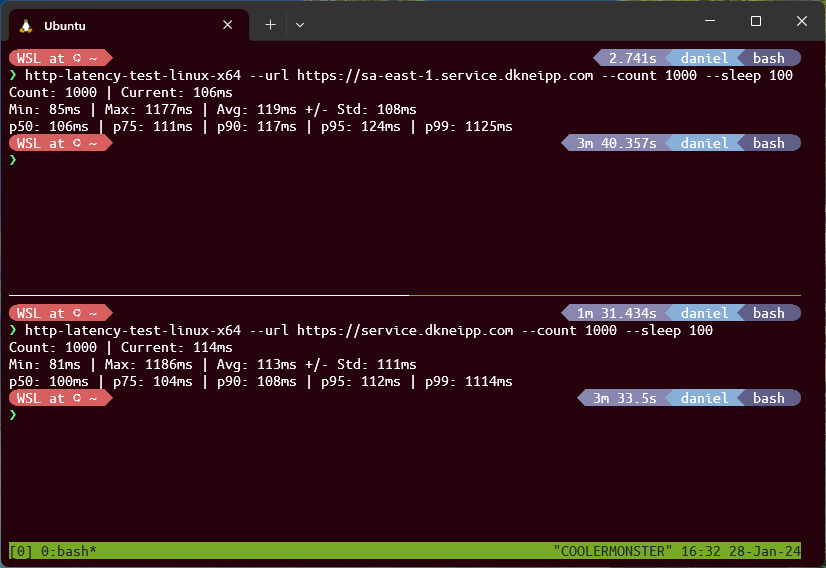 Ubuntu
WSL at ~ 2.741s daniel bash
❯ http-latency-test-linux-x64 --url https://sa-east-1.service.dkneipp.com --count 1000 --sleep 100
Count: 1000 | Current: 106ms
Min: 85ms | Max: 1177ms | Avg: 119ms +/- Std: 108ms
p50: 106ms | p75: 111ms | p90: 117ms | p95: 124ms | p99: 1125ms
WSL at ~ 3m 40.357s daniel bash
❯
WSL at ~ 1m 31.434s daniel bash
❯ http-latency-test-linux-x64 --url https://service.dkneipp.com --count 1000 --sleep 100
Count: 1000 | Current: 114ms
Min: 81ms | Max: 1186ms | Avg: 113ms +/- Std: 111ms
p50: 100ms | p75: 104ms | p90: 108ms | p95: 112ms | p99: 1114ms
WSL at ~ 3m 33.5s daniel bash
❯
[0] 0:bash* "COOLERMONSTER" 16:32 28-Jan-24